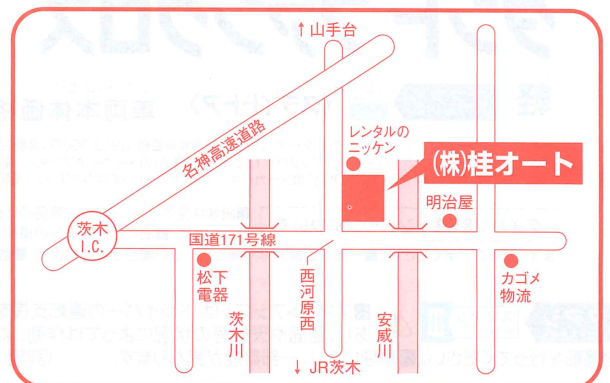 ↑山手台
名神高速道路
レンタルの
ニッケン
(株)桂オート
明治屋
茨木
I.C.
国道171号線
松下
電器
茨木川
西河原西
安威川
カゴメ
物流
↓ JR茨木